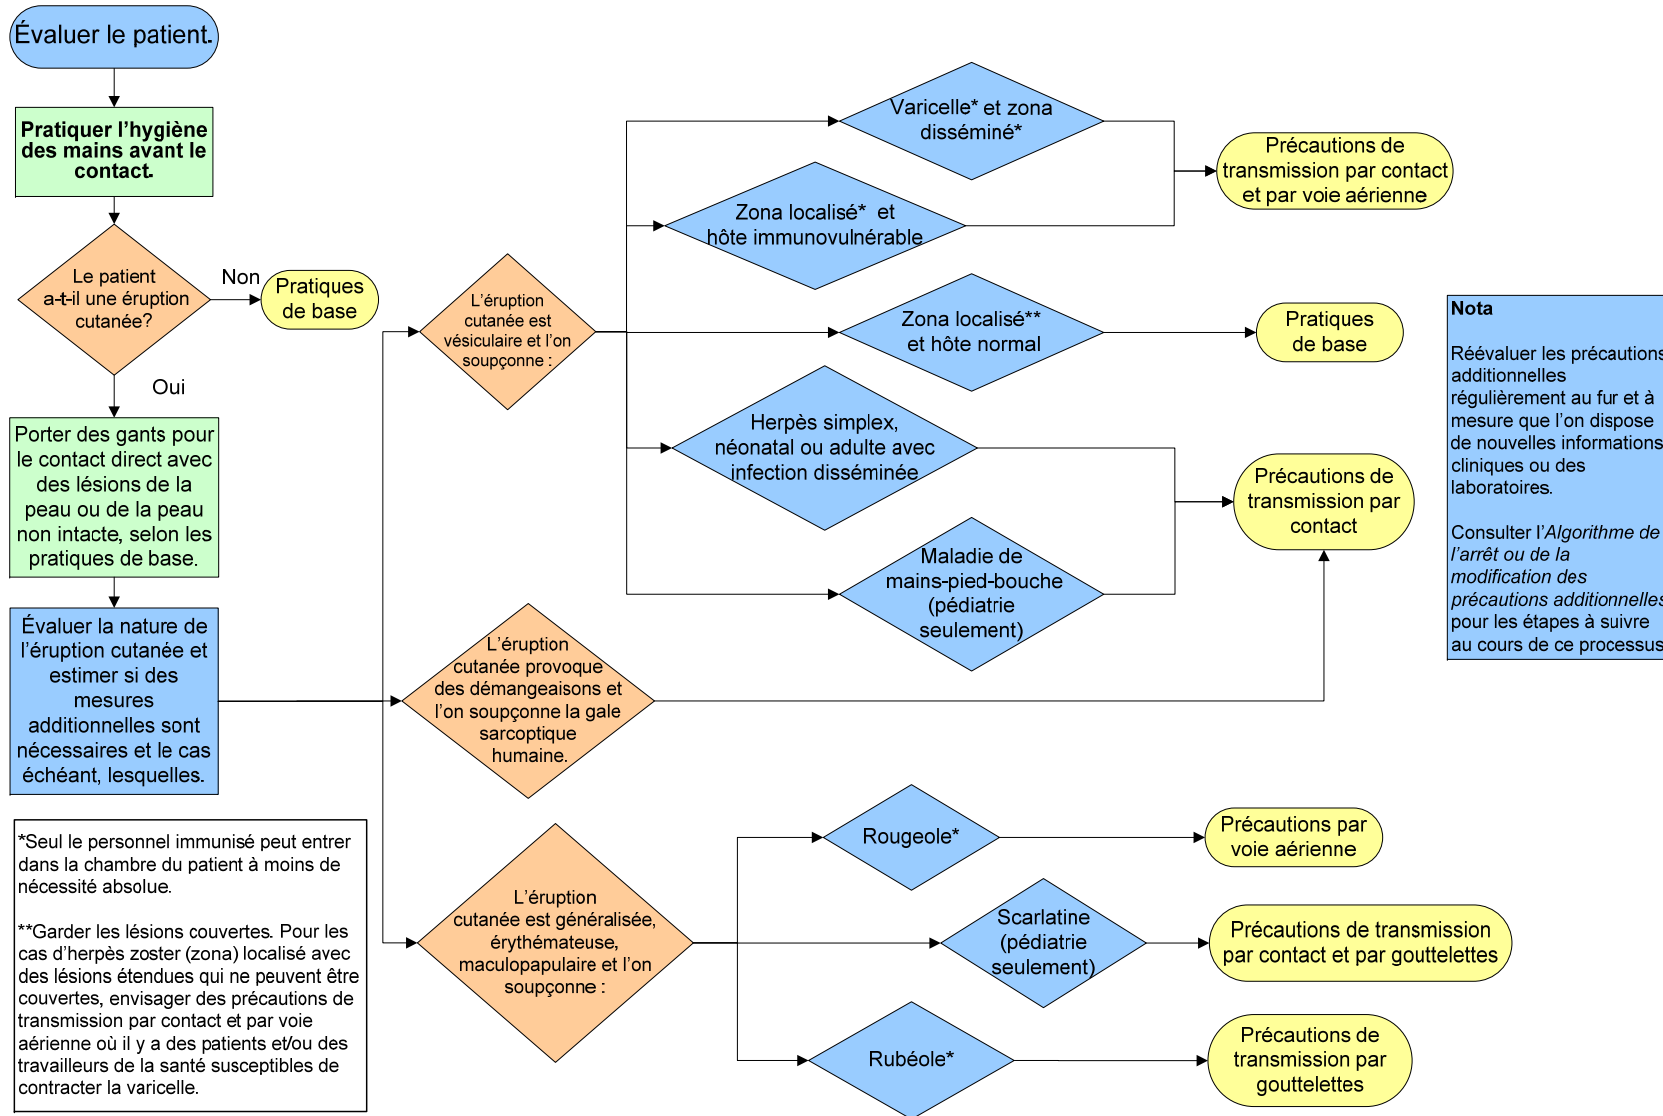 Évaluer le patient.
Pratiquer l'hygiène
des mains avant le
contact.
Le patient
a-t-il une éruption
cutanée?
Non
Pratiques
de base
Oui
Porter des gants pour
le contact direct avec
des lésions de la
peau ou de la peau
non intacte, selon les
pratiques de base.
Évaluer la nature de
l'éruption cutanée et
estimer si des
mesures
additionnelles sont
nécessaires et le cas
échéant, lesquelles.
*Seul le personnel immunisé peut entrer
dans la chambre du patient à moins de
nécessité absolue.
**Garder les lésions couvertes. Pour les
cas d'herpès zoster (zona) localisé avec
des lésions étendues qui ne peuvent être
couvertes, envisager des précautions de
transmission par contact et par voie
aérienne où il y a des patients et/ou des
travailleurs de la santé susceptibles de
contracter la varicelle.
L'éruption
cutanée est
vésiculaire et l'on
soupçonne :
Varicelle* et zona
disséminé*
Zona localisé* et
hôte immunovulnérable
Précautions de
transmission par contact
et par voie aérienne
Zona localisé**
et hôte normal
Pratiques
de base
Herpès simplex,
néonatal ou adulte avec
infection disséminée
Maladie de
mains-pied-bouche
(pédiatrie
seulement)
Précautions de
transmission par
contact
L'éruption
cutanée provoque
des démangeaisons et
l'on soupçonne la gale
sarcoptique
humaine.
L'éruption
cutanée est généralisée,
érythémateuse,
maculopapulaire et l'on
soupçonne :
Rougeole*
Précautions par
voie aérienne
Scarlatine
(pédiatrie
seulement)
Précautions de transmission
par contact et par gouttelettes
Rubéole*
Précautions de
transmission par
gouttelettes
Nota
Réévaluer les précautions
additionnelles
régulièrement au fur et à
mesure que l'on dispose
de nouvelles informations
cliniques ou des
laboratoires.
Consulter l'Algorithme de
l'arrêt ou de la
modification des
précautions additionnelles
pour les étapes à suivre
au cours de ce processus